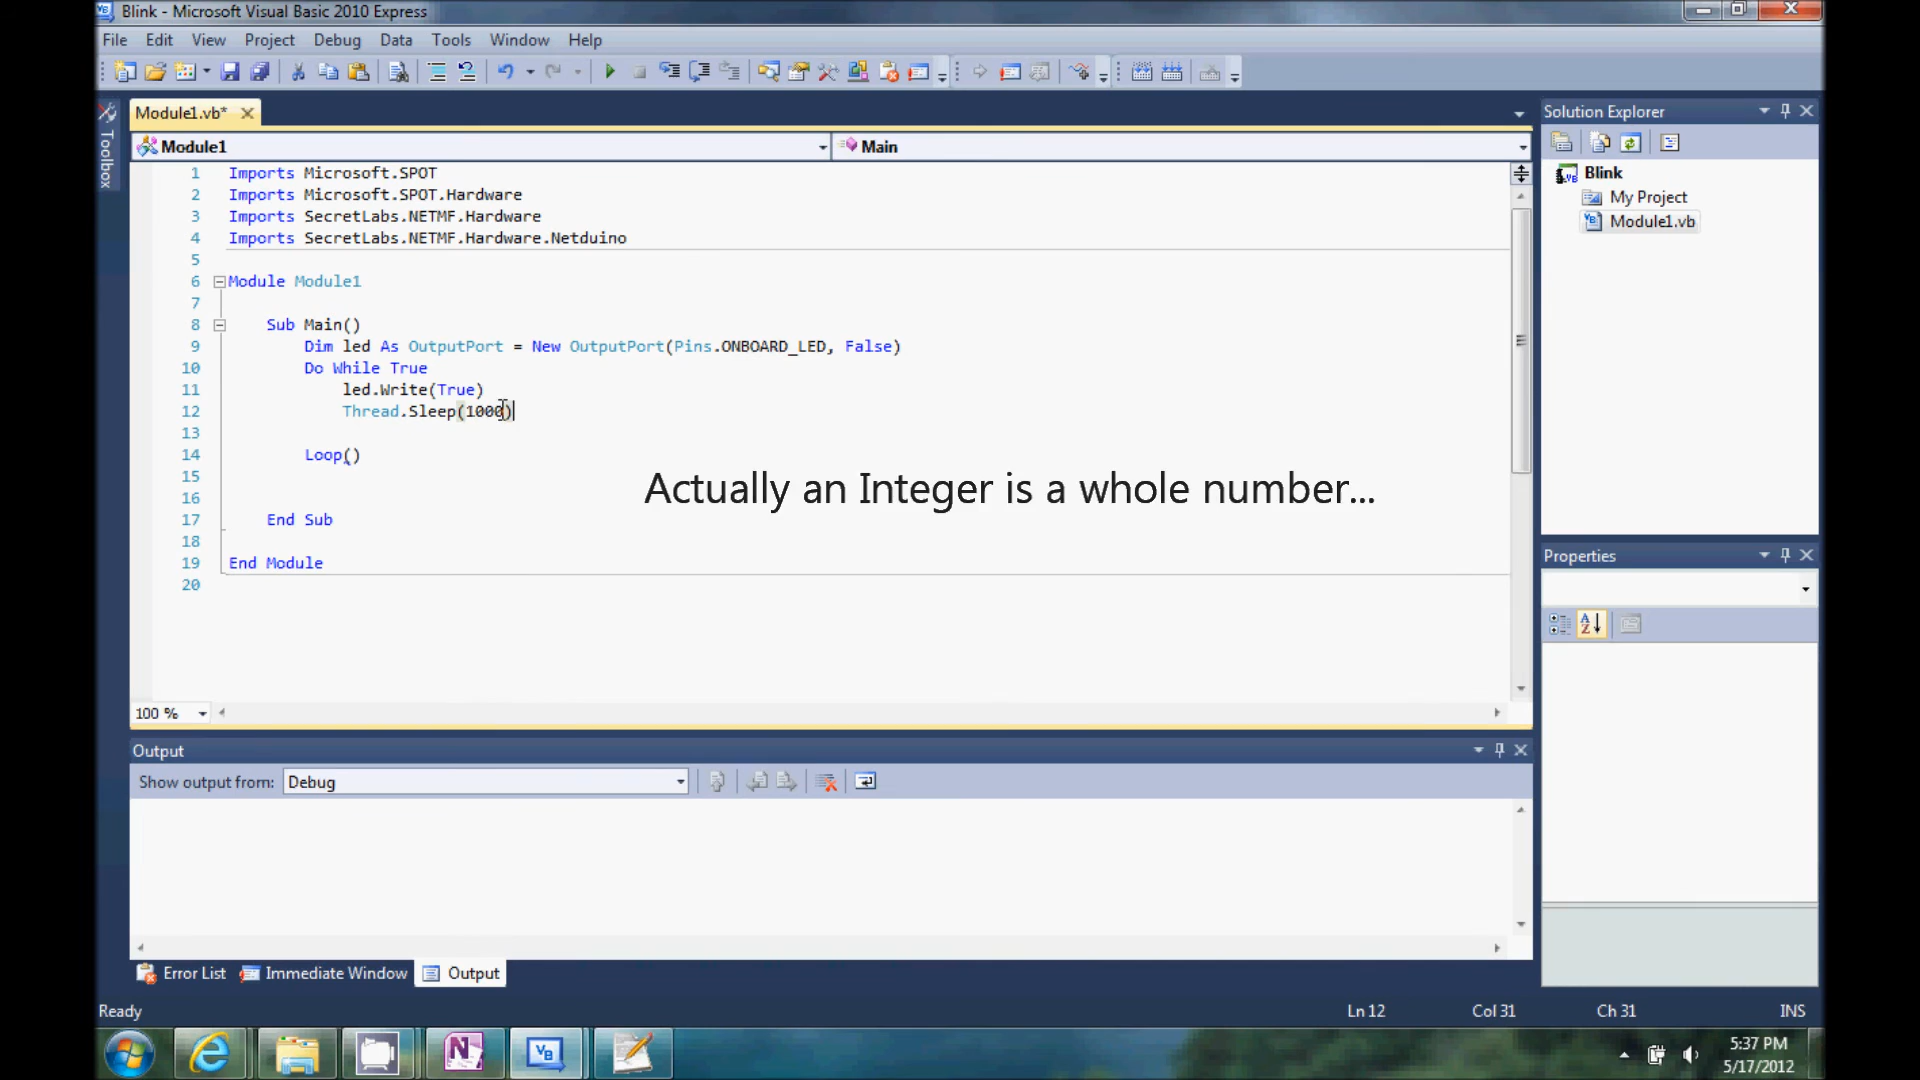 Blink - Microsoft Visual Basic 2010 Express
File Edit View Project Debug Data Tools Window Help
Toolbox
Module1.vb*
Module1
Main
1 Imports Microsoft.SPOT
2 Imports Microsoft.SPOT.Hardware
3 Imports SecretLabs.NETMF.Hardware
4 Imports SecretLabs.NETMF.Hardware.Netduino
5
6 Module Module1
7
8 Sub Main()
9 Dim led As OutputPort = New OutputPort(Pins.ONBOARD_LED, False)
10 Do While True
11 led.Write(True)
12 Thread.Sleep(1000)
13
14 Loop()
15
16
17 End Sub
18
19 End Module
20
Actually an Integer is a whole number...
100 %
Solution Explorer
Blink
My Project
Module1.vb
Properties
Output
Show output from: Debug
Error List Immediate Window Output
Ready Ln 12 Col 31 Ch 31 INS
5:37 PM
5/17/2012